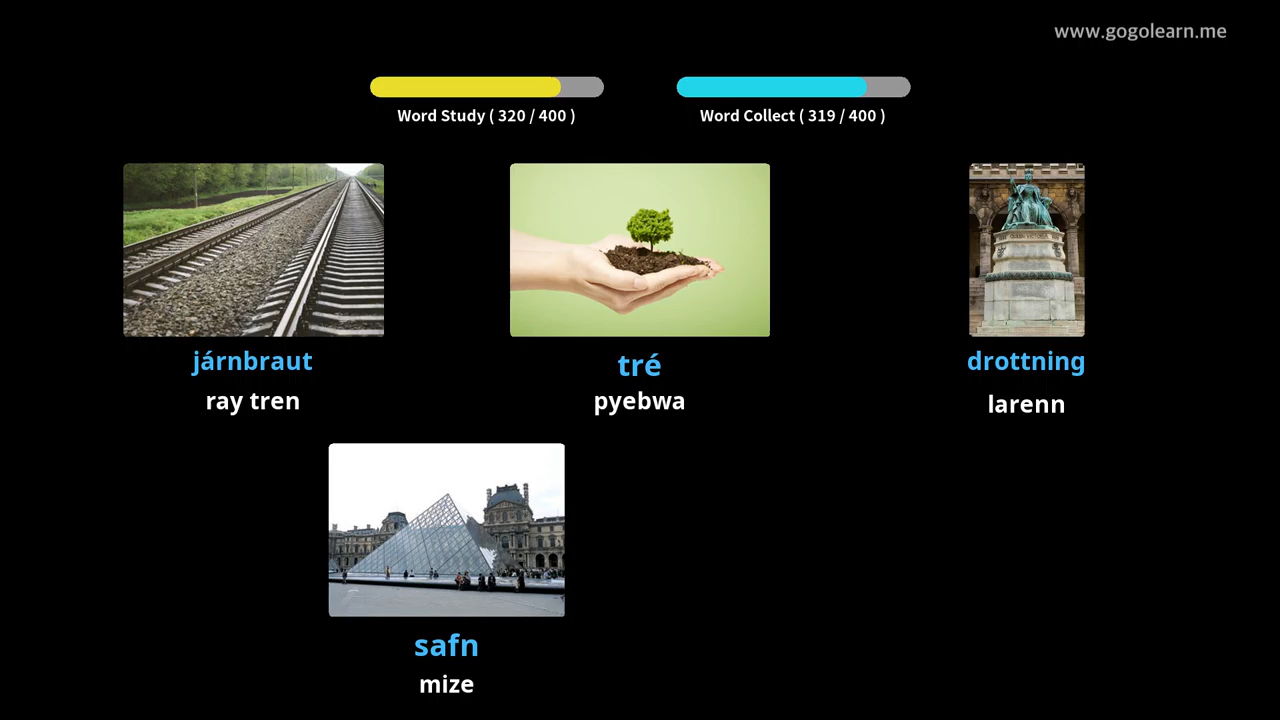 www.gogolearn.me
Word Study ( 320 / 400 )
Word Collect ( 319 / 400 )
járnbraut
ray tren
tré
pyebwa
drottning
larenn
safn
mize